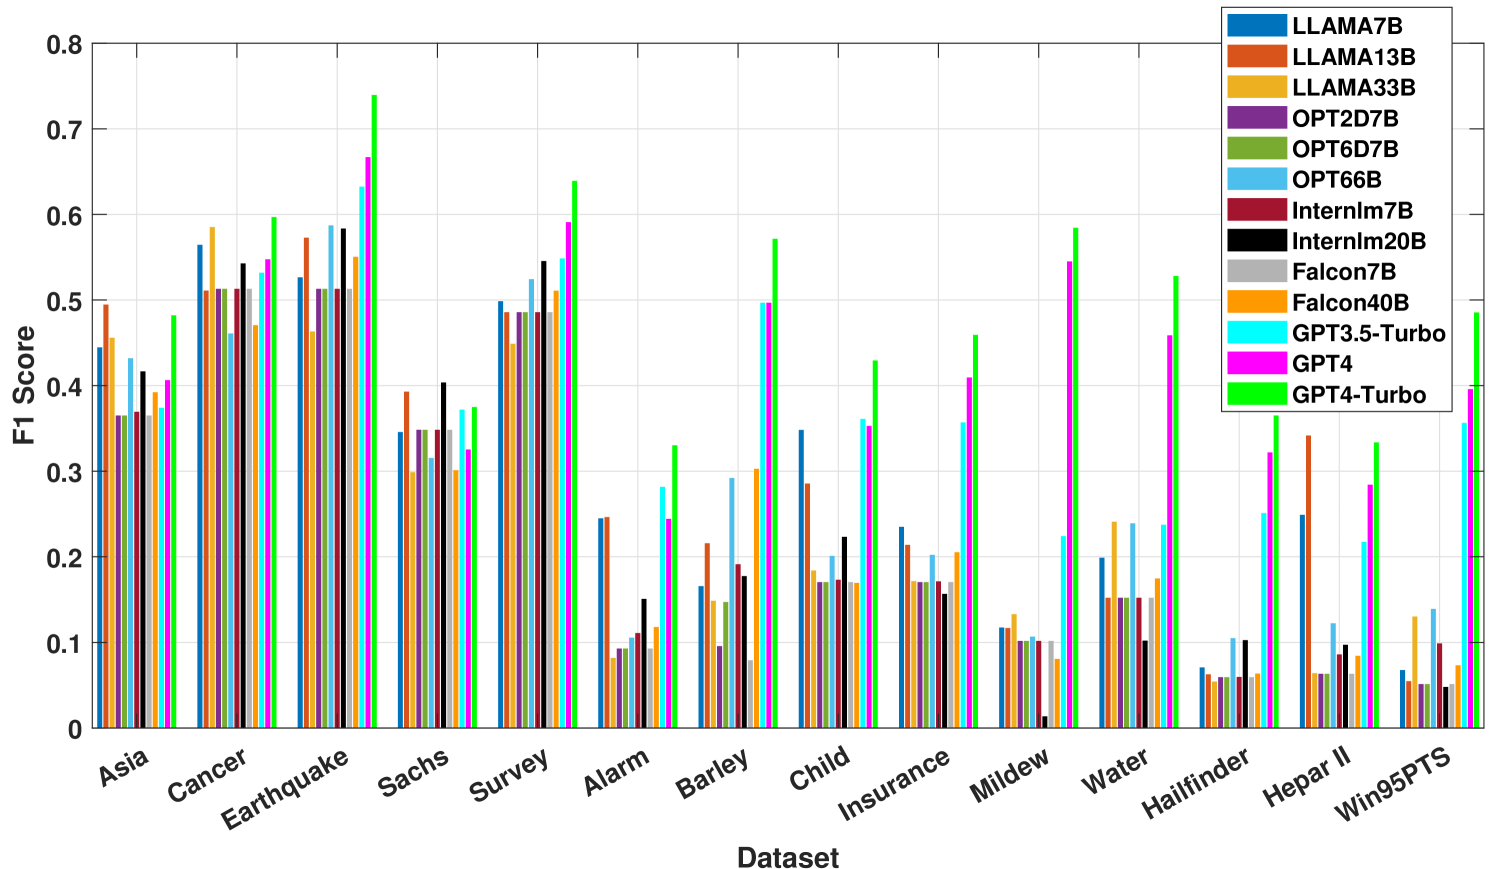 LLAMA7B
LLAMA13B
LLAMA33B
OPT2D7B
OPT6D7B
OPT66B
Internlm7B
Internlm20B
Falcon7B
Falcon40B
GPT3.5-Turbo
GPT4
GPT4-Turbo
0.8
0.7
0.6
0.5
0.4
0.3
0.2
0.1
0
F1 Score
Asia
Cancer
Earthquake
Sachs
Survey
Alarm
Barley
Child
Insurance
Mildew
Water
Hailfinder
Hepar II
Win95PTS
Dataset